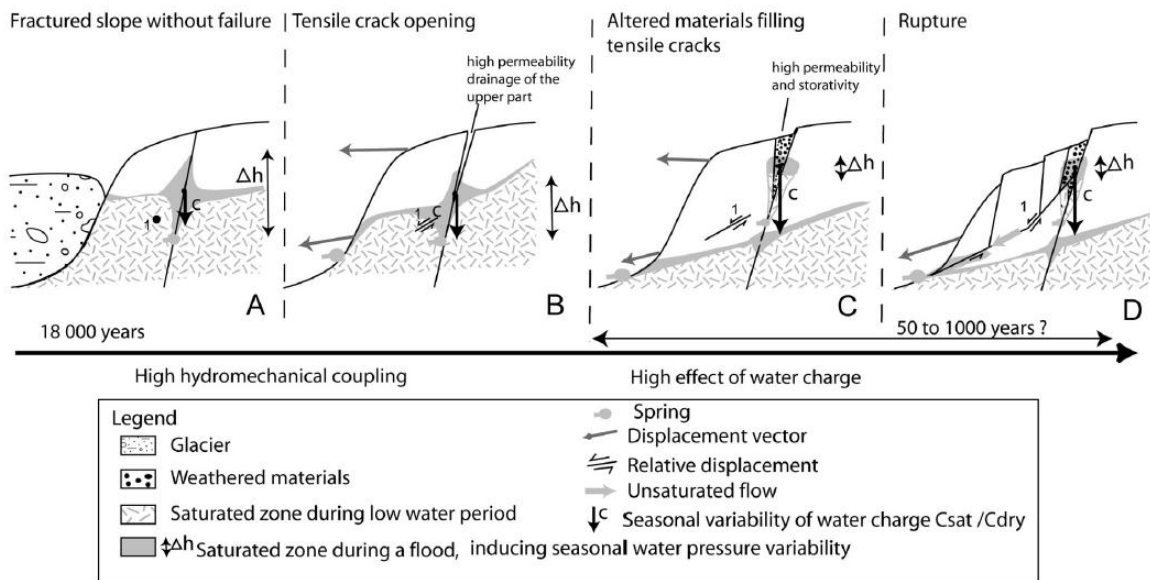 Fractured slope without failure
Tensile crack opening
Altered materials filling
tensile cracks
Rupture
high permeability
drainage of the
upper part
high permeability
and storativity
Δh
c
1
A
Δh
1
c
B
Δh
c
1
C
Δh
c
1
D
18 000 years
50 to 1000 years ?
High hydromechanical coupling
High effect of water charge
Legend
Glacier
Weathered materials
Saturated zone during low water period
Δh Saturated zone during a flood, inducing seasonal water pressure variability
Spring
Displacement vector
Relative displacement
Unsaturated flow
c Seasonal variability of water charge Csat /Cdry